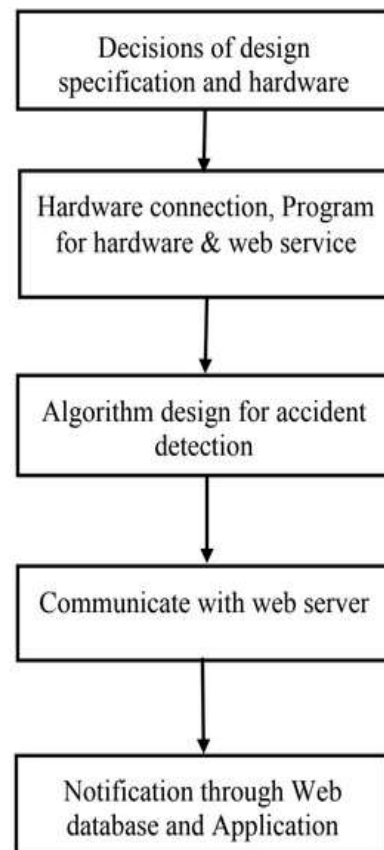 Decisions of design
specification and hardware
Hardware connection, Program
for hardware & web service
Algorithm design for accident
detection
Communicate with web server
Notification through Web
database and Application